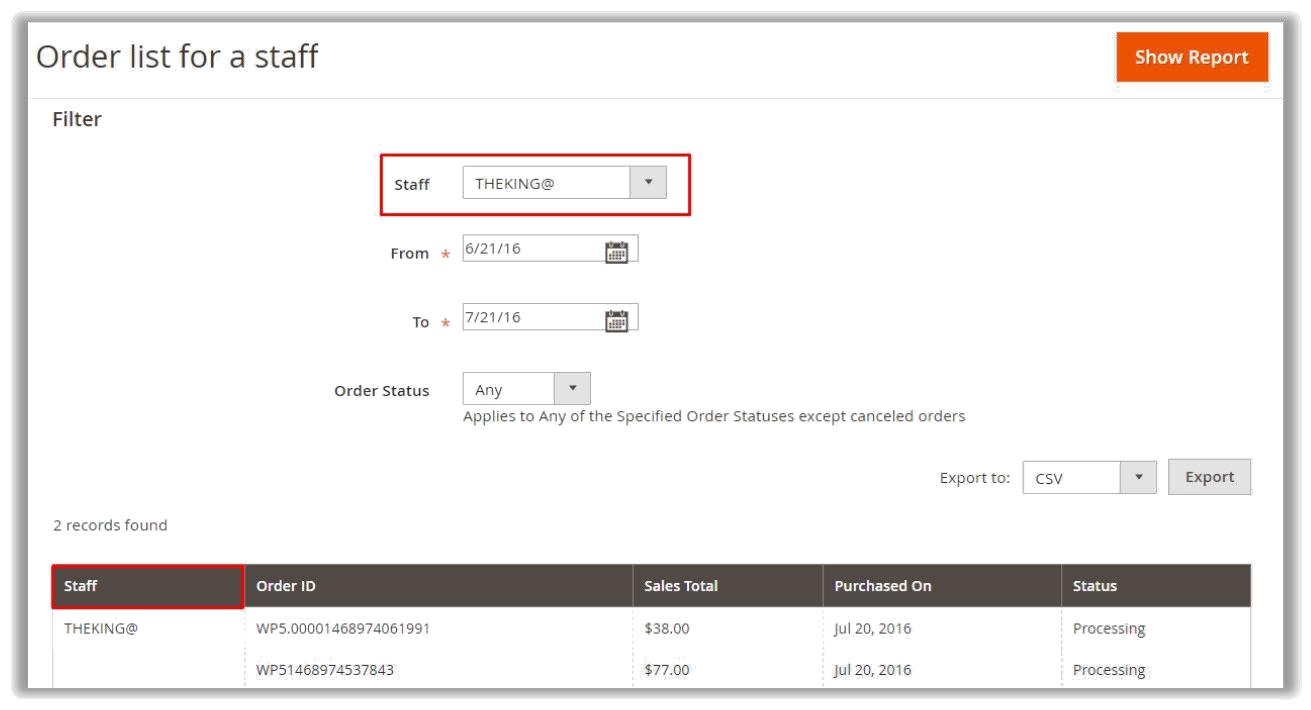 Order list for a staff
Show Report
Filter
Staff THEKING@
From * 6/21/16
To * 7/21/16
Order Status Any
Applies to Any of the Specified Order Statuses except canceled orders
Export to: CSV Export
2 records found
Staff Order ID Sales Total Purchased On Status
THEKING@ WP5.00001468974061991 $38.00 Jul 20, 2016 Processing
WP51468974537843 $77.00 Jul 20, 2016 Processing